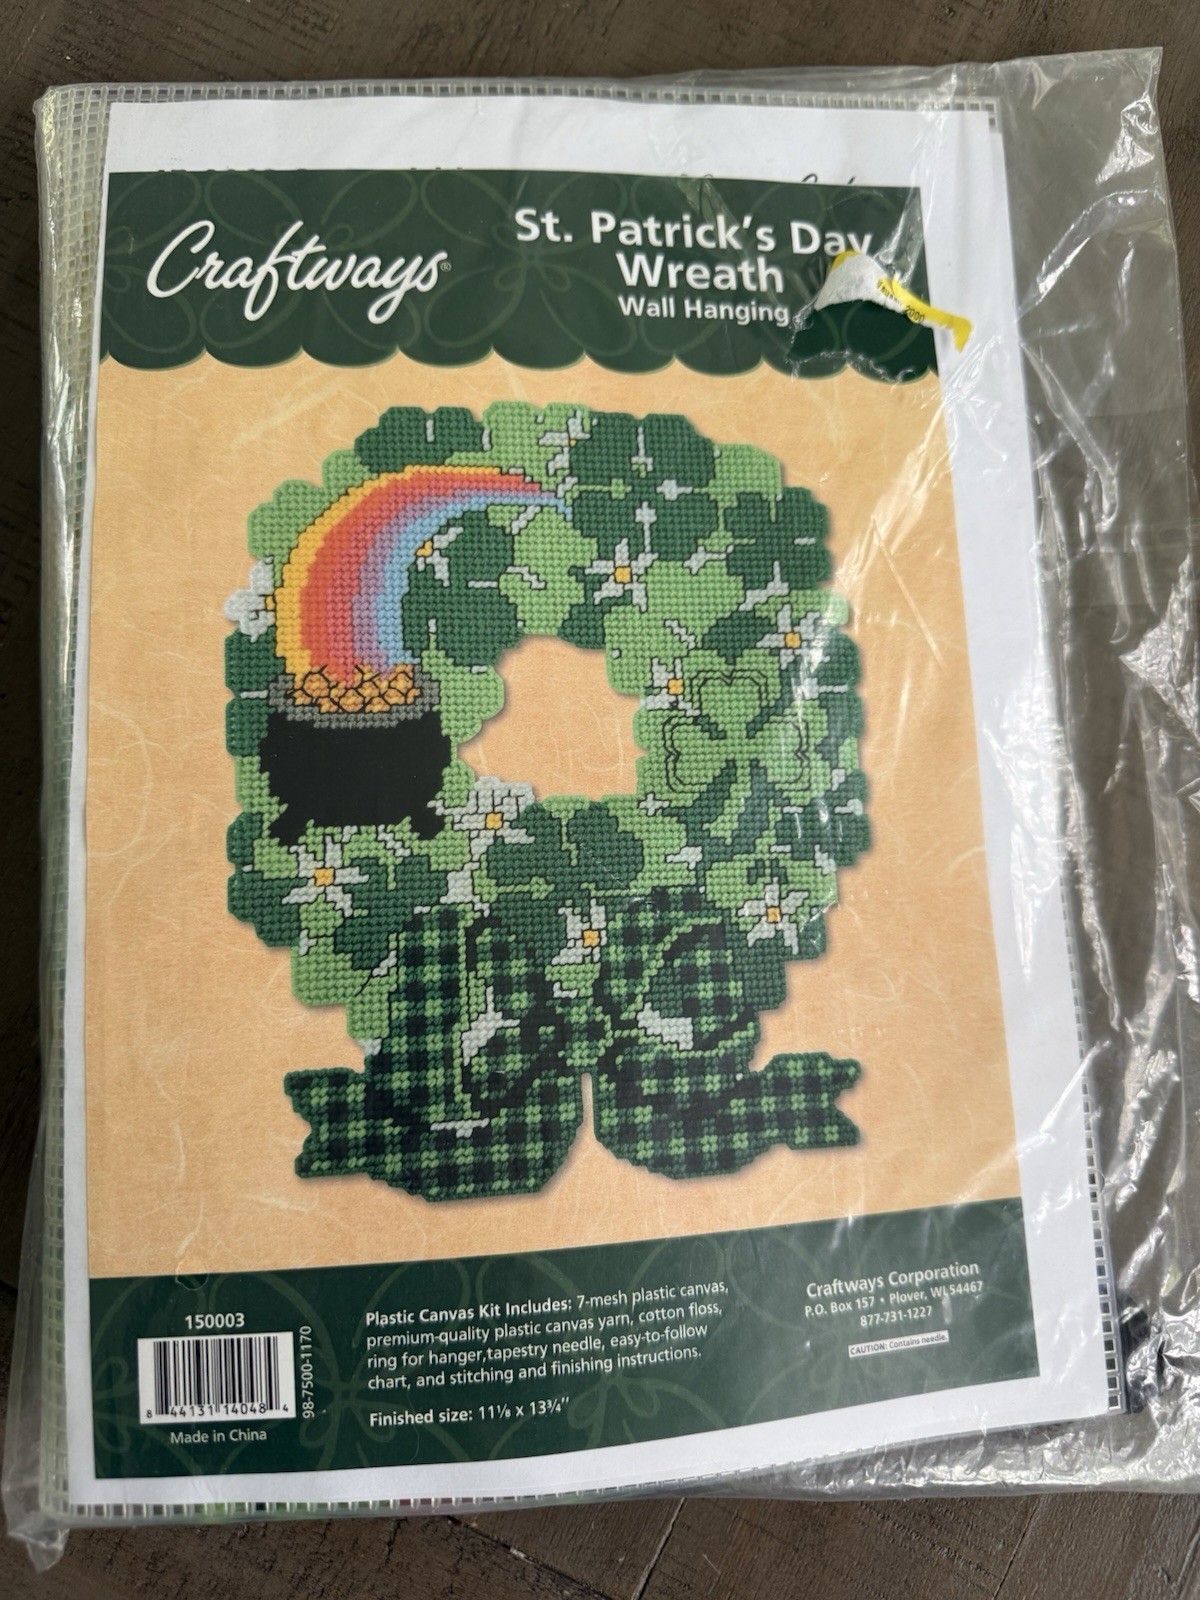 Craftways®
St. Patrick's Day
Wreath
Wall Hanging
2000
150003
8 44131 14048 4
Made in China
98-7500-1170
Plastic Canvas Kit Includes: 7-mesh plastic canvas,
premium-quality plastic canvas yarn, cotton floss,
ring for hanger,tapestry needle, easy-to-follow
chart, and stitching and finishing instructions.
Finished size: 11⅛ x 13¾"
Craftways Corporation
P.O. Box 157 • Plover, WI 54467
877-731-1227
CAUTION: Contains needle.